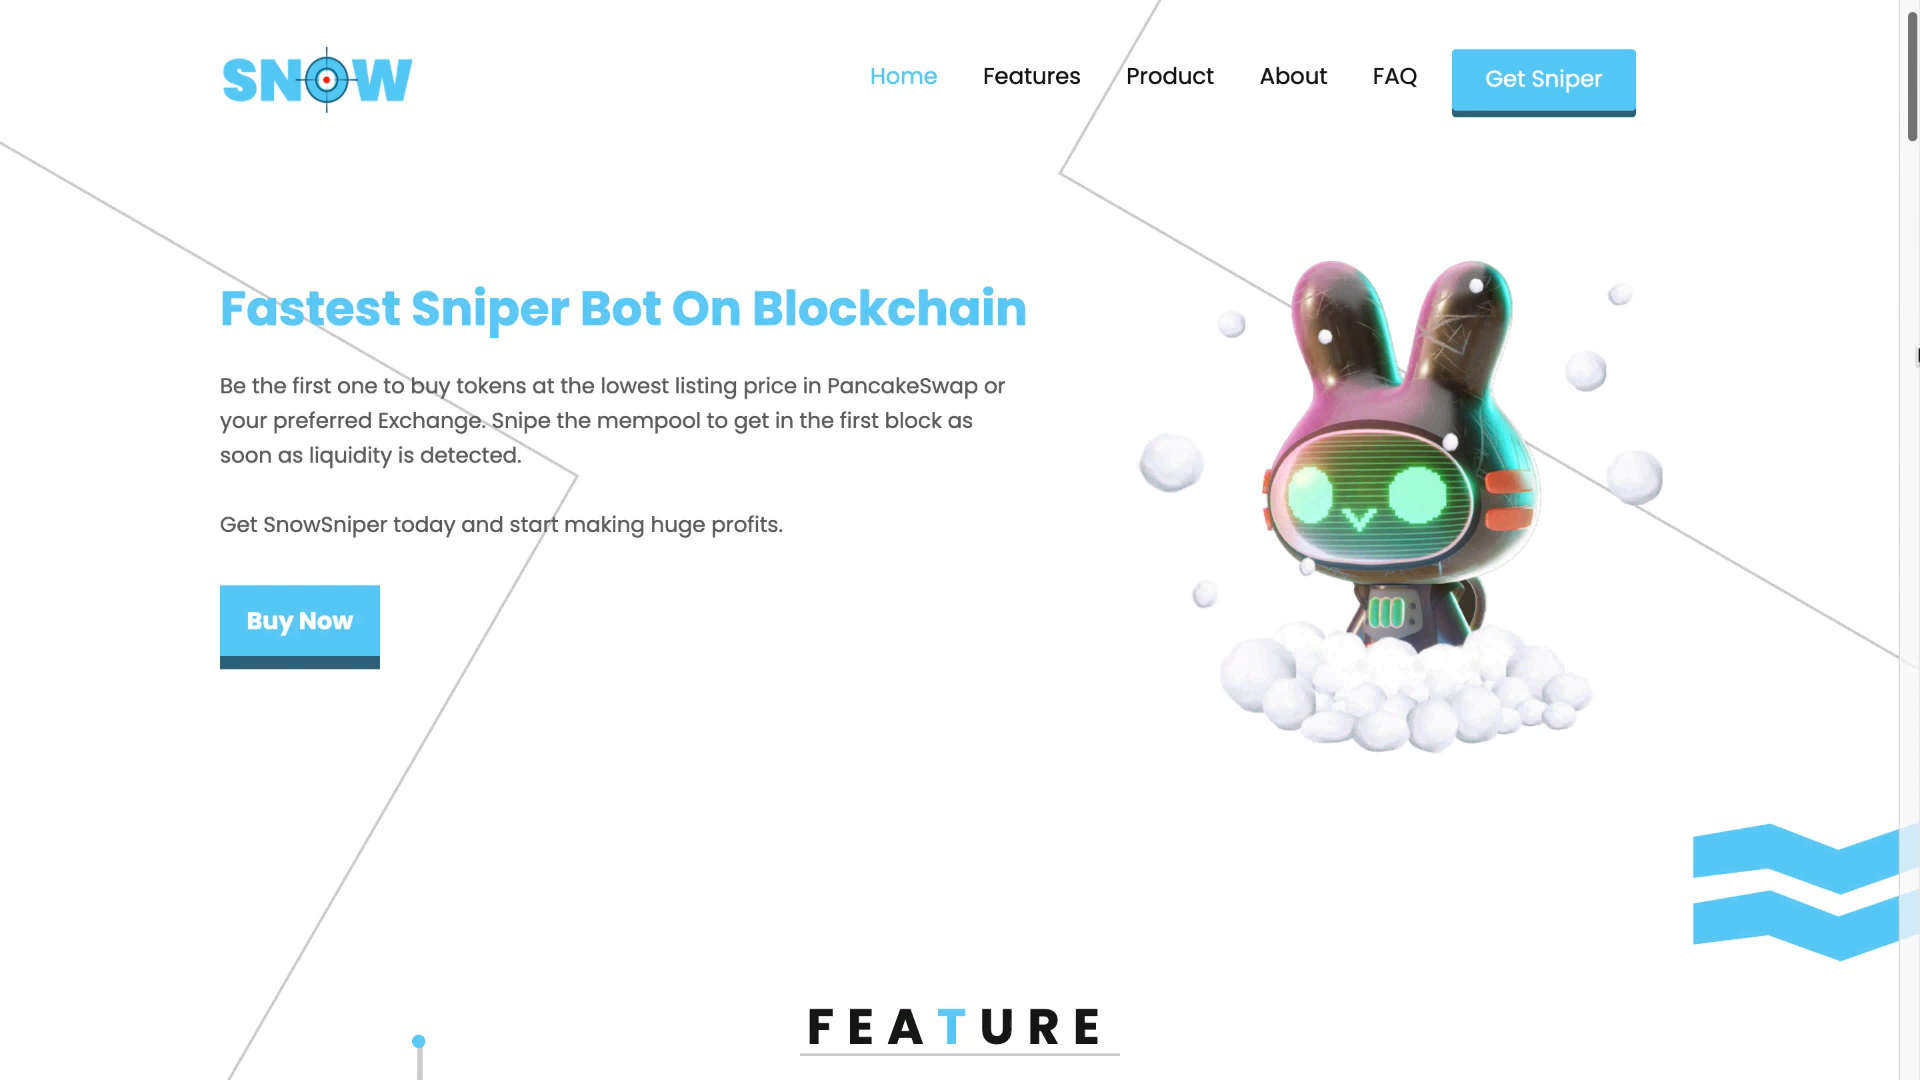 SNOW
Home Features Product About FAQ Get Sniper
Fastest Sniper Bot On Blockchain
Be the first one to buy tokens at the lowest listing price in PancakeSwap or
your preferred Exchange. Snipe the mempool to get in the first block as
soon as liquidity is detected.
Get SnowSniper today and start making huge profits.
Buy Now
FEATURE